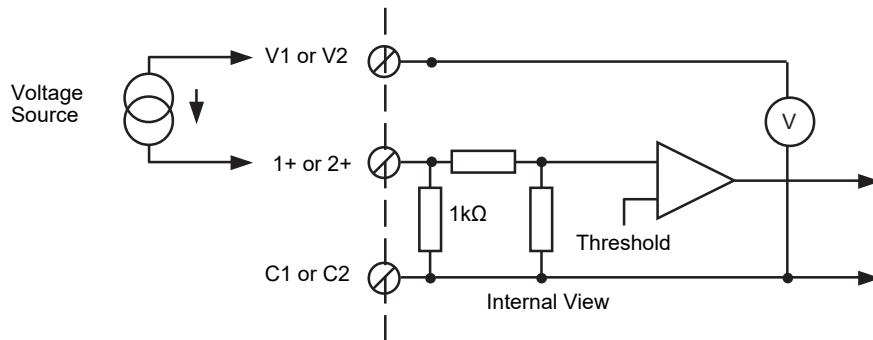 V1 or V2
Voltage
Source
V
1+ or 2+
1kΩ
Threshold
C1 or C2
Internal View